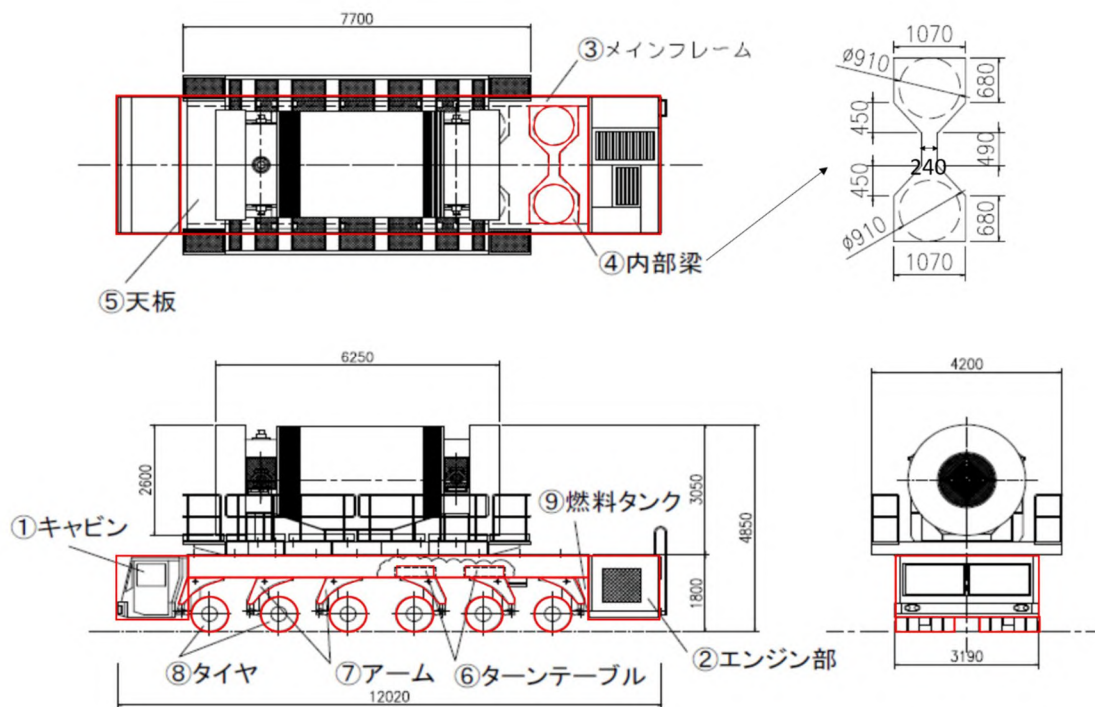 7700
③メインフレーム
④内部梁
⑤天板
1070
ø910
680
450
490
240
450
680
ø910
1070
6250
2600
①キャビン
⑨燃料タンク
3050
4850
1800
⑧タイヤ
⑦アーム
⑥ターンテーブル
②エンジン部
12020
4200
3190